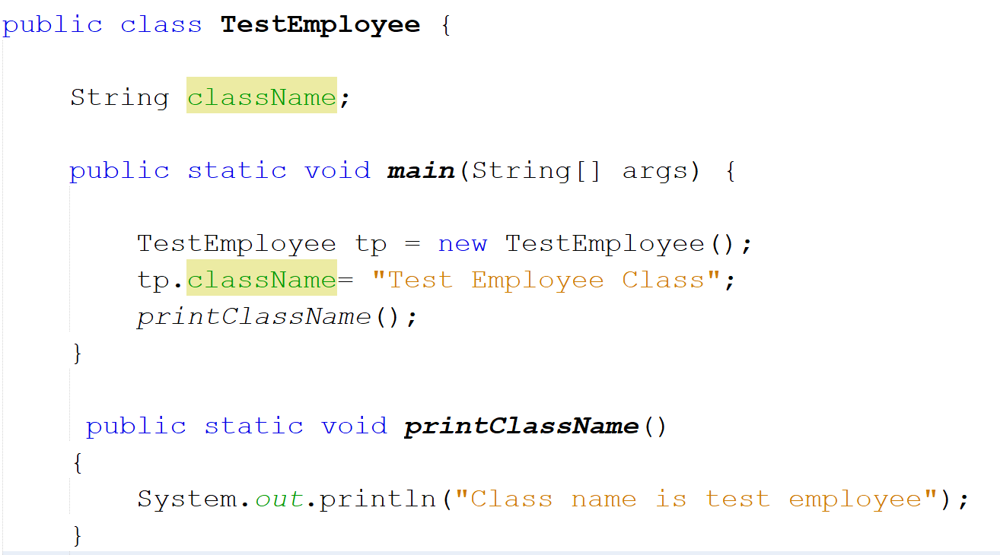 public class TestEmployee {
String className;
public static void main(String[] args) {
TestEmployee tp = new TestEmployee();
tp.className= "Test Employee Class";
printClassName();
}
public static void printClassName()
{
System.out.println("Class name is test employee");
}